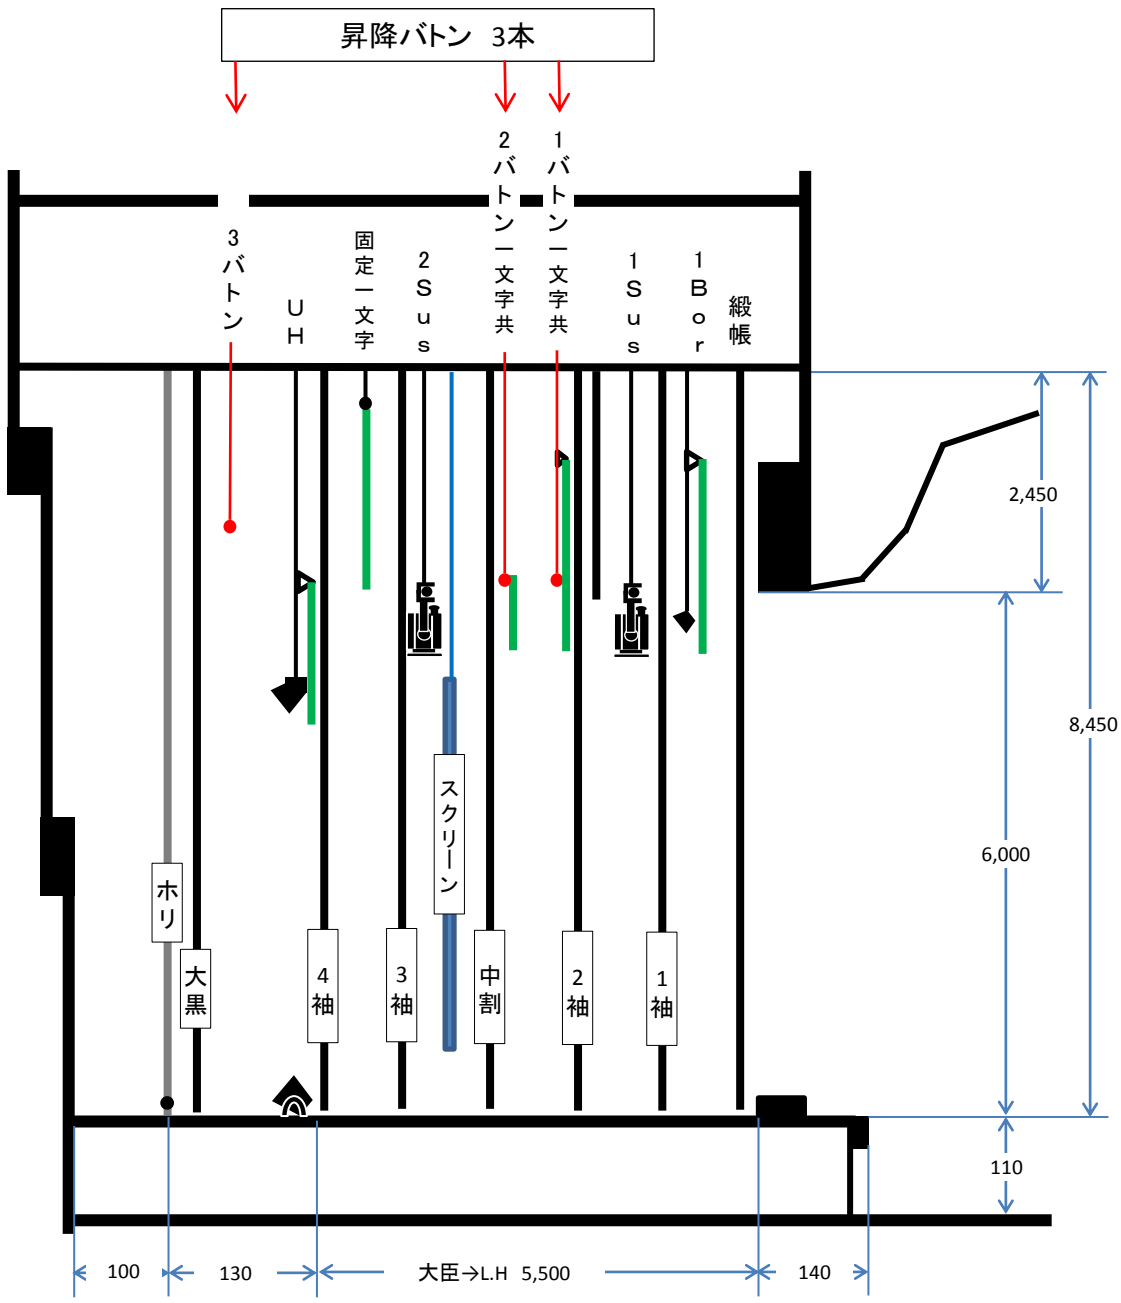 昇降バトン 3本
3バトン
UH
固定一文字
2Sus
2バトン一文字共
1バトン一文字共
1Sus
1Bor
緞帳
2,450
8,450
6,000
スクリーン
ホリ
大黒
4袖
3袖
中割
2袖
1袖
110
100
130
大臣→L.H 5,500
140